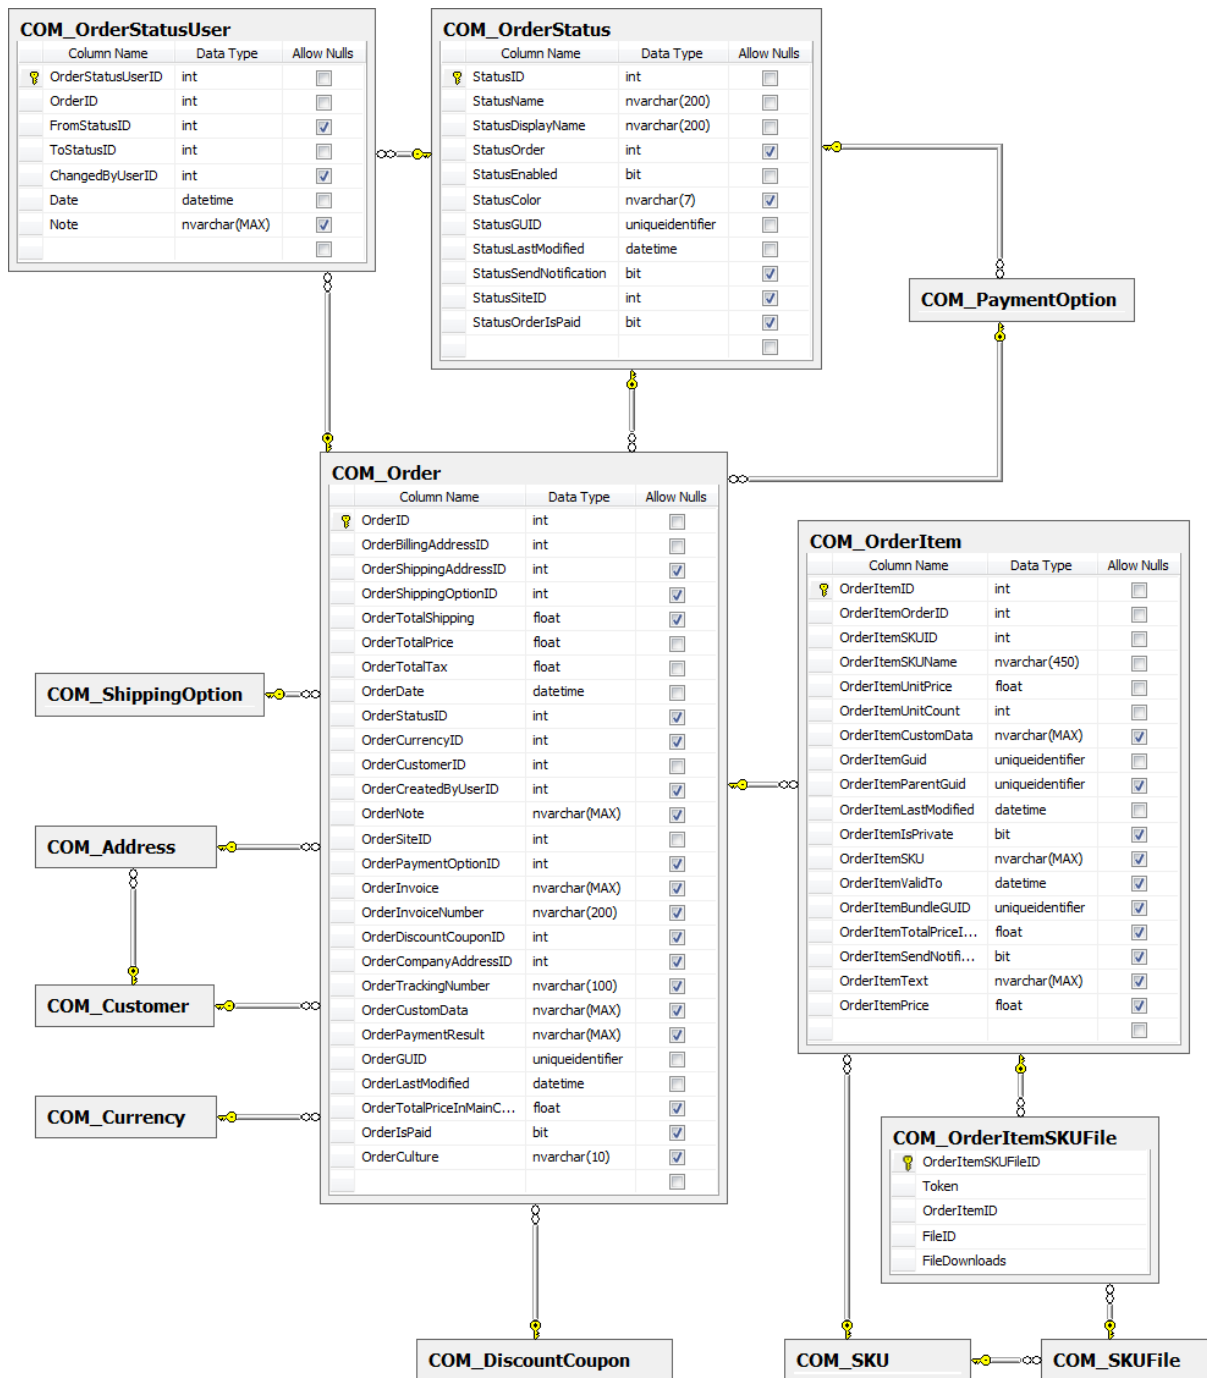 COM_OrderStatusUser
Column Name Data Type Allow Nulls
OrderStatusUserID int
OrderID int
FromStatusID int
ToStatusID int
ChangedByUserID int
Date datetime
Note nvarchar(MAX)
COM_OrderStatus
Column Name Data Type Allow Nulls
StatusID int
StatusName nvarchar(200)
StatusDisplayName nvarchar(200)
StatusOrder int
StatusEnabled bit
StatusColor nvarchar(7)
StatusGUID uniqueidentifier
StatusLastModified datetime
StatusSendNotification bit
StatusSiteID int
StatusOrderIsPaid bit
COM_PaymentOption
COM_Order
Column Name Data Type Allow Nulls
OrderID int
OrderBillingAddressID int
OrderShippingAddressID int
OrderShippingOptionID int
OrderTotalShipping float
OrderTotalPrice float
OrderTotalTax float
OrderDate datetime
OrderStatusID int
OrderCurrencyID int
OrderCustomerID int
OrderCreatedByUserID int
OrderNote nvarchar(MAX)
OrderSiteID int
OrderPaymentOptionID int
OrderInvoice nvarchar(MAX)
OrderInvoiceNumber nvarchar(200)
OrderDiscountCouponID int
OrderCompanyAddressID int
OrderTrackingNumber nvarchar(100)
OrderCustomData nvarchar(MAX)
OrderPaymentResult nvarchar(MAX)
OrderGUID uniqueidentifier
OrderLastModified datetime
OrderTotalPriceInMainC... float
OrderIsPaid bit
OrderCulture nvarchar(10)
COM_OrderItem
Column Name Data Type Allow Nulls
OrderItemID int
OrderItemOrderID int
OrderItemSKUID int
OrderItemSKUName nvarchar(450)
OrderItemUnitPrice float
OrderItemUnitCount int
OrderItemCustomData nvarchar(MAX)
OrderItemGuid uniqueidentifier
OrderItemParentGuid uniqueidentifier
OrderItemLastModified datetime
OrderItemIsPrivate bit
OrderItemSKU nvarchar(MAX)
OrderItemValidTo datetime
OrderItemBundleGUID uniqueidentifier
OrderItemTotalPriceI... float
OrderItemSendNotifi... bit
OrderItemText nvarchar(MAX)
OrderItemPrice float
COM_ShippingOption
COM_Address
COM_Customer
COM_Currency
COM_OrderItemSKUFile
OrderItemSKUFileID
Token
OrderItemID
FileID
FileDownloads
COM_DiscountCoupon
COM_SKU
COM_SKUFile